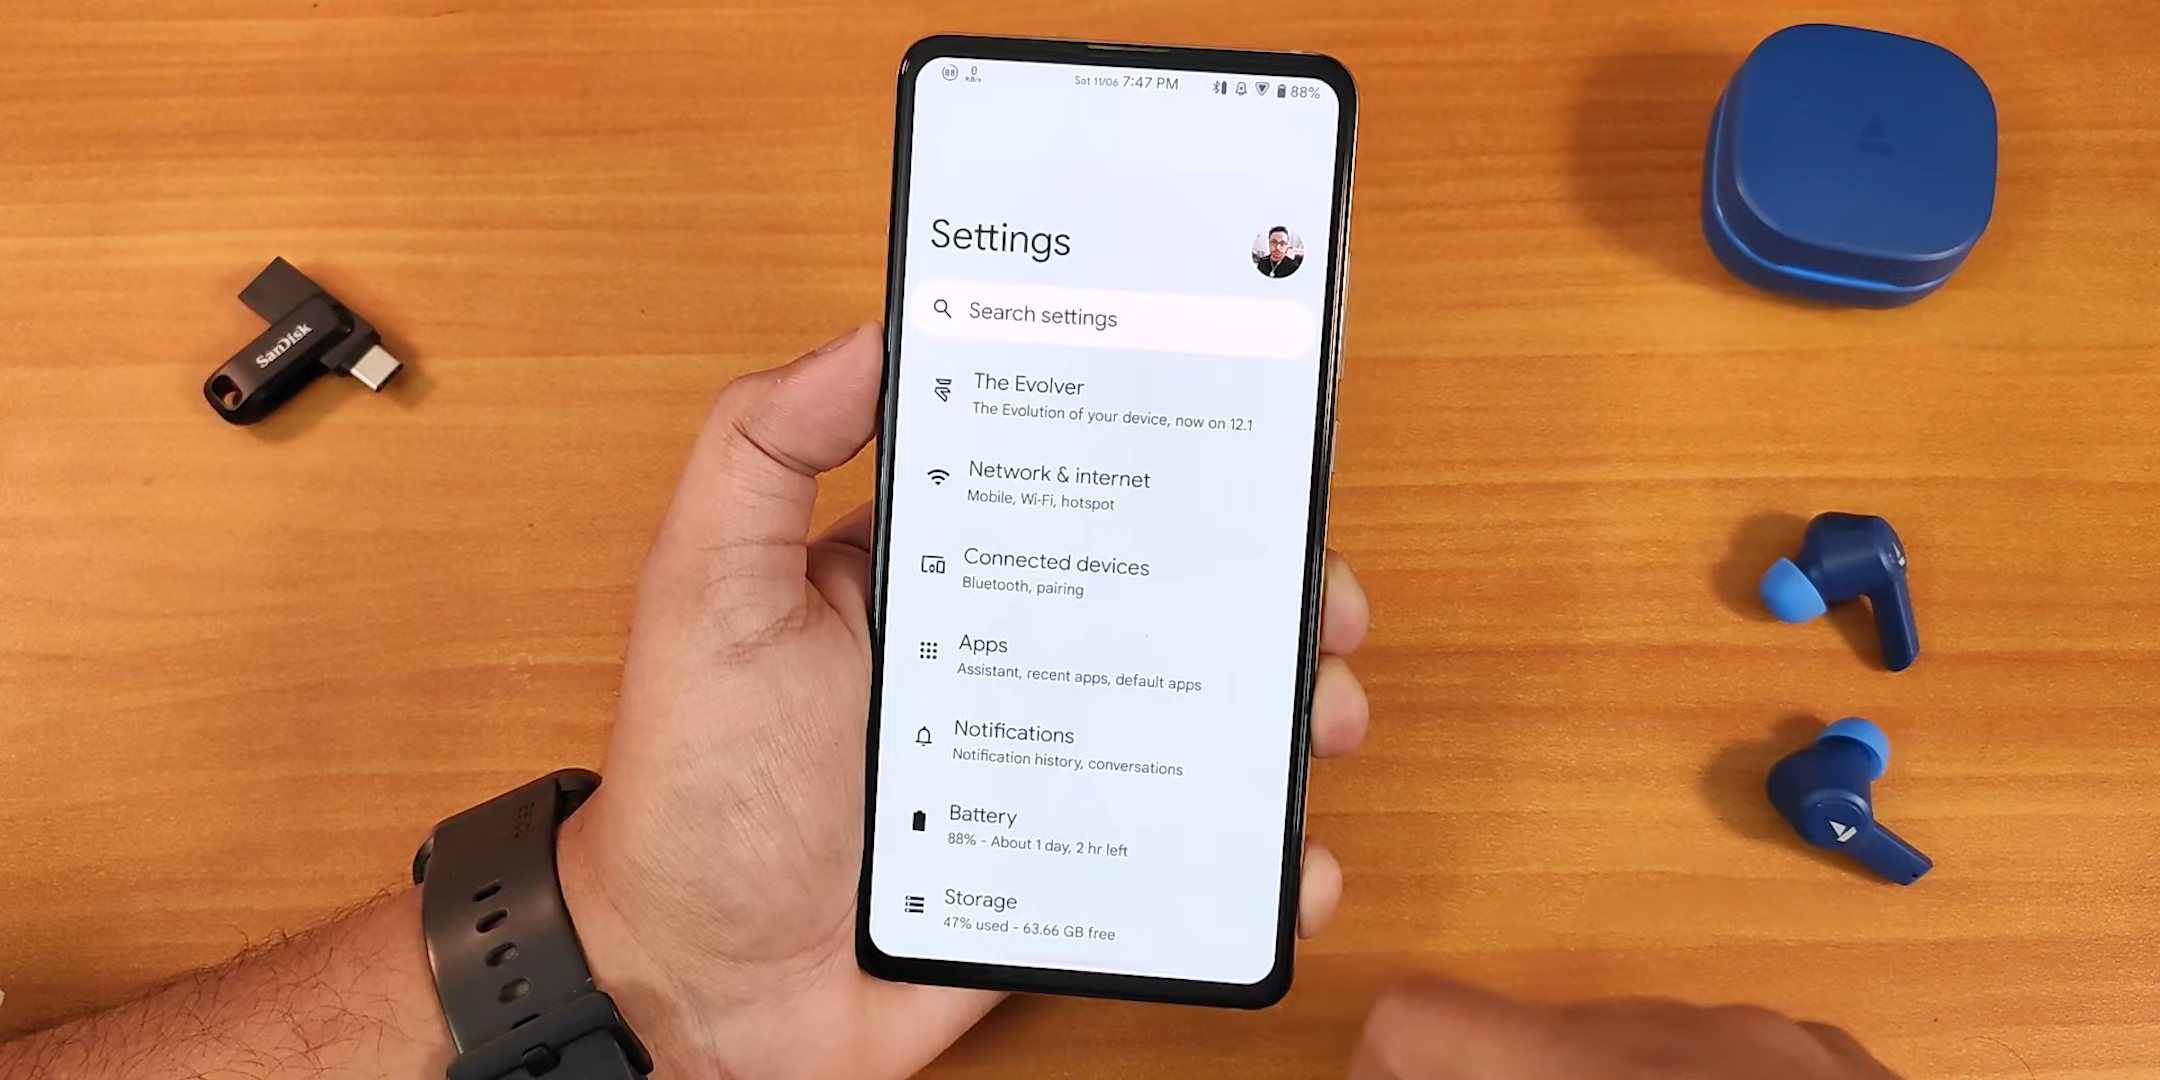 88 0 KB/s Sat 11/06 7:47 PM 88%
Settings
Search settings
The Evolver
The Evolution of your device, now on 12.1
Network & internet
Mobile, Wi-Fi, hotspot
Connected devices
Bluetooth, pairing
Apps
Assistant, recent apps, default apps
Notifications
Notification history, conversations
Battery
88% - About 1 day, 2 hr left
Storage
47% used - 63.66 GB free
SanDisk